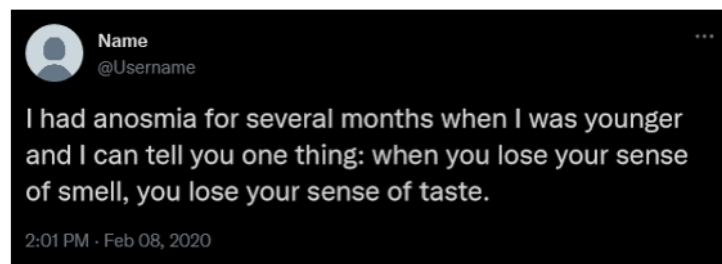 Name
@Username
I had anosmia for several months when I was younger
and I can tell you one thing: when you lose your sense
of smell, you lose your sense of taste.
2:01 PM · Feb 08, 2020